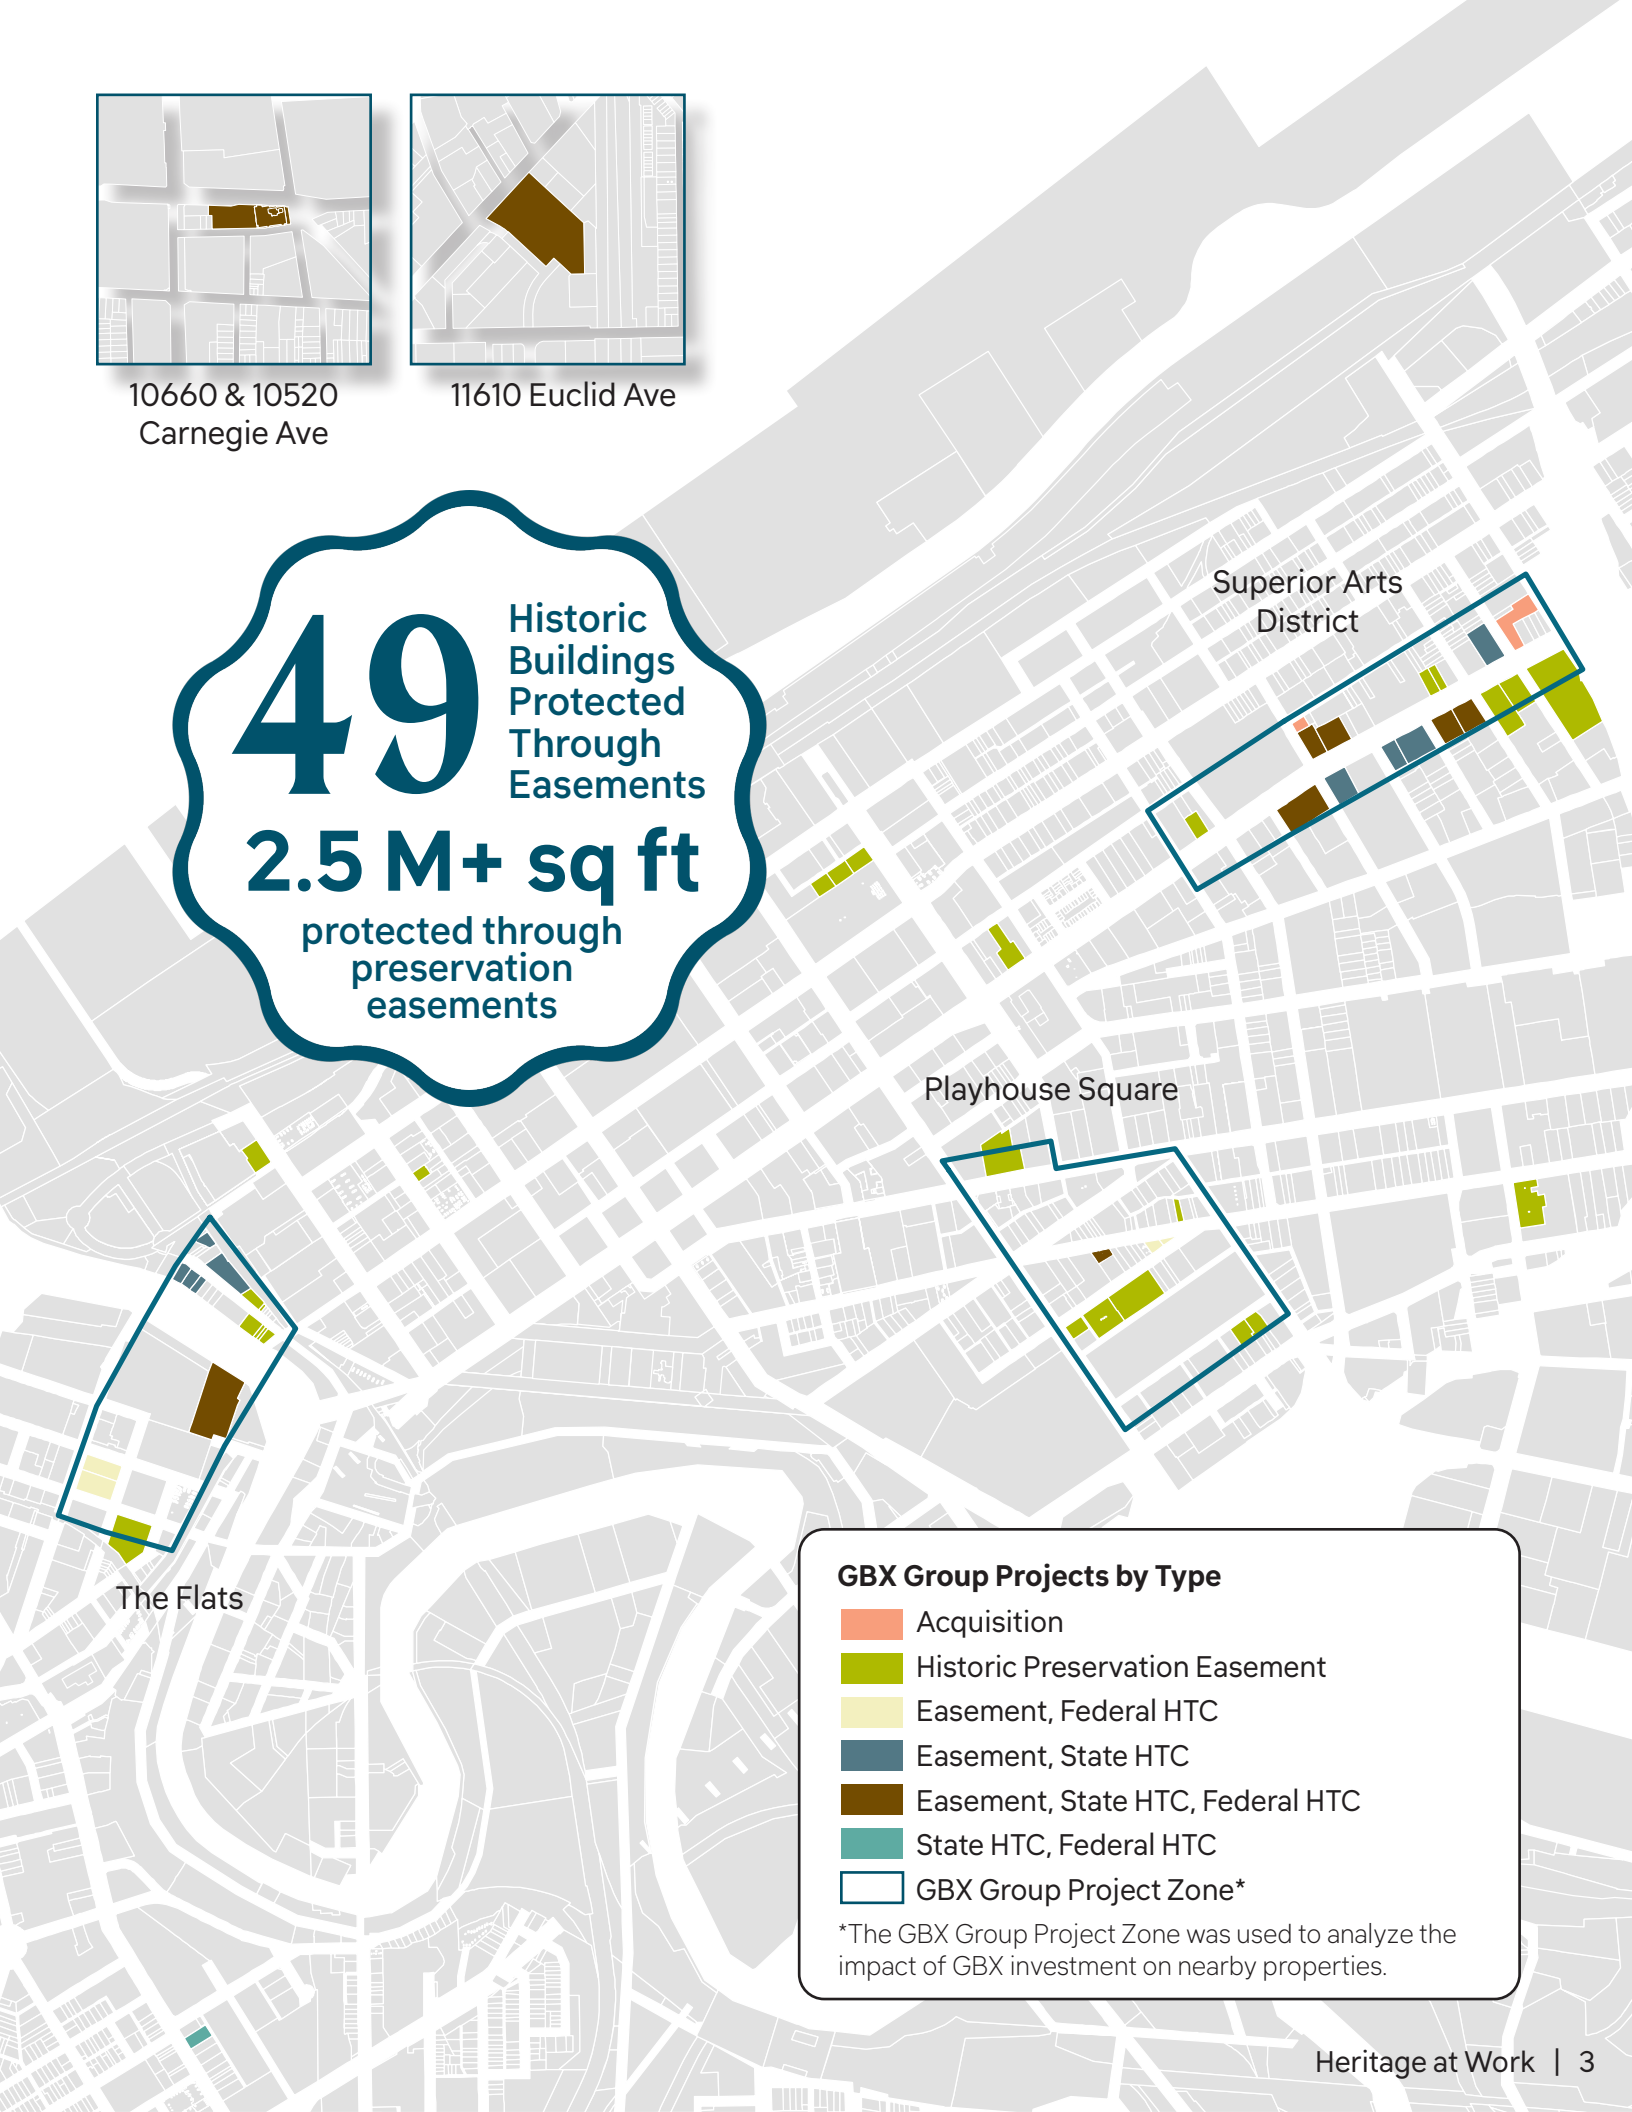 10660 & 10520
Carnegie Ave
11610 Euclid Ave
49
Historic
Buildings
Protected
Through
Easements
2.5 M+ sq ft
protected through
preservation
easements
Superior Arts
District
Playhouse Square
The Flats
GBX Group Projects by Type
Acquisition
Historic Preservation Easement
Easement, Federal HTC
Easement, State HTC
Easement, State HTC, Federal HTC
State HTC, Federal HTC
GBX Group Project Zone*
*The GBX Group Project Zone was used to analyze the
impact of GBX investment on nearby properties.
Heritage at Work | 3